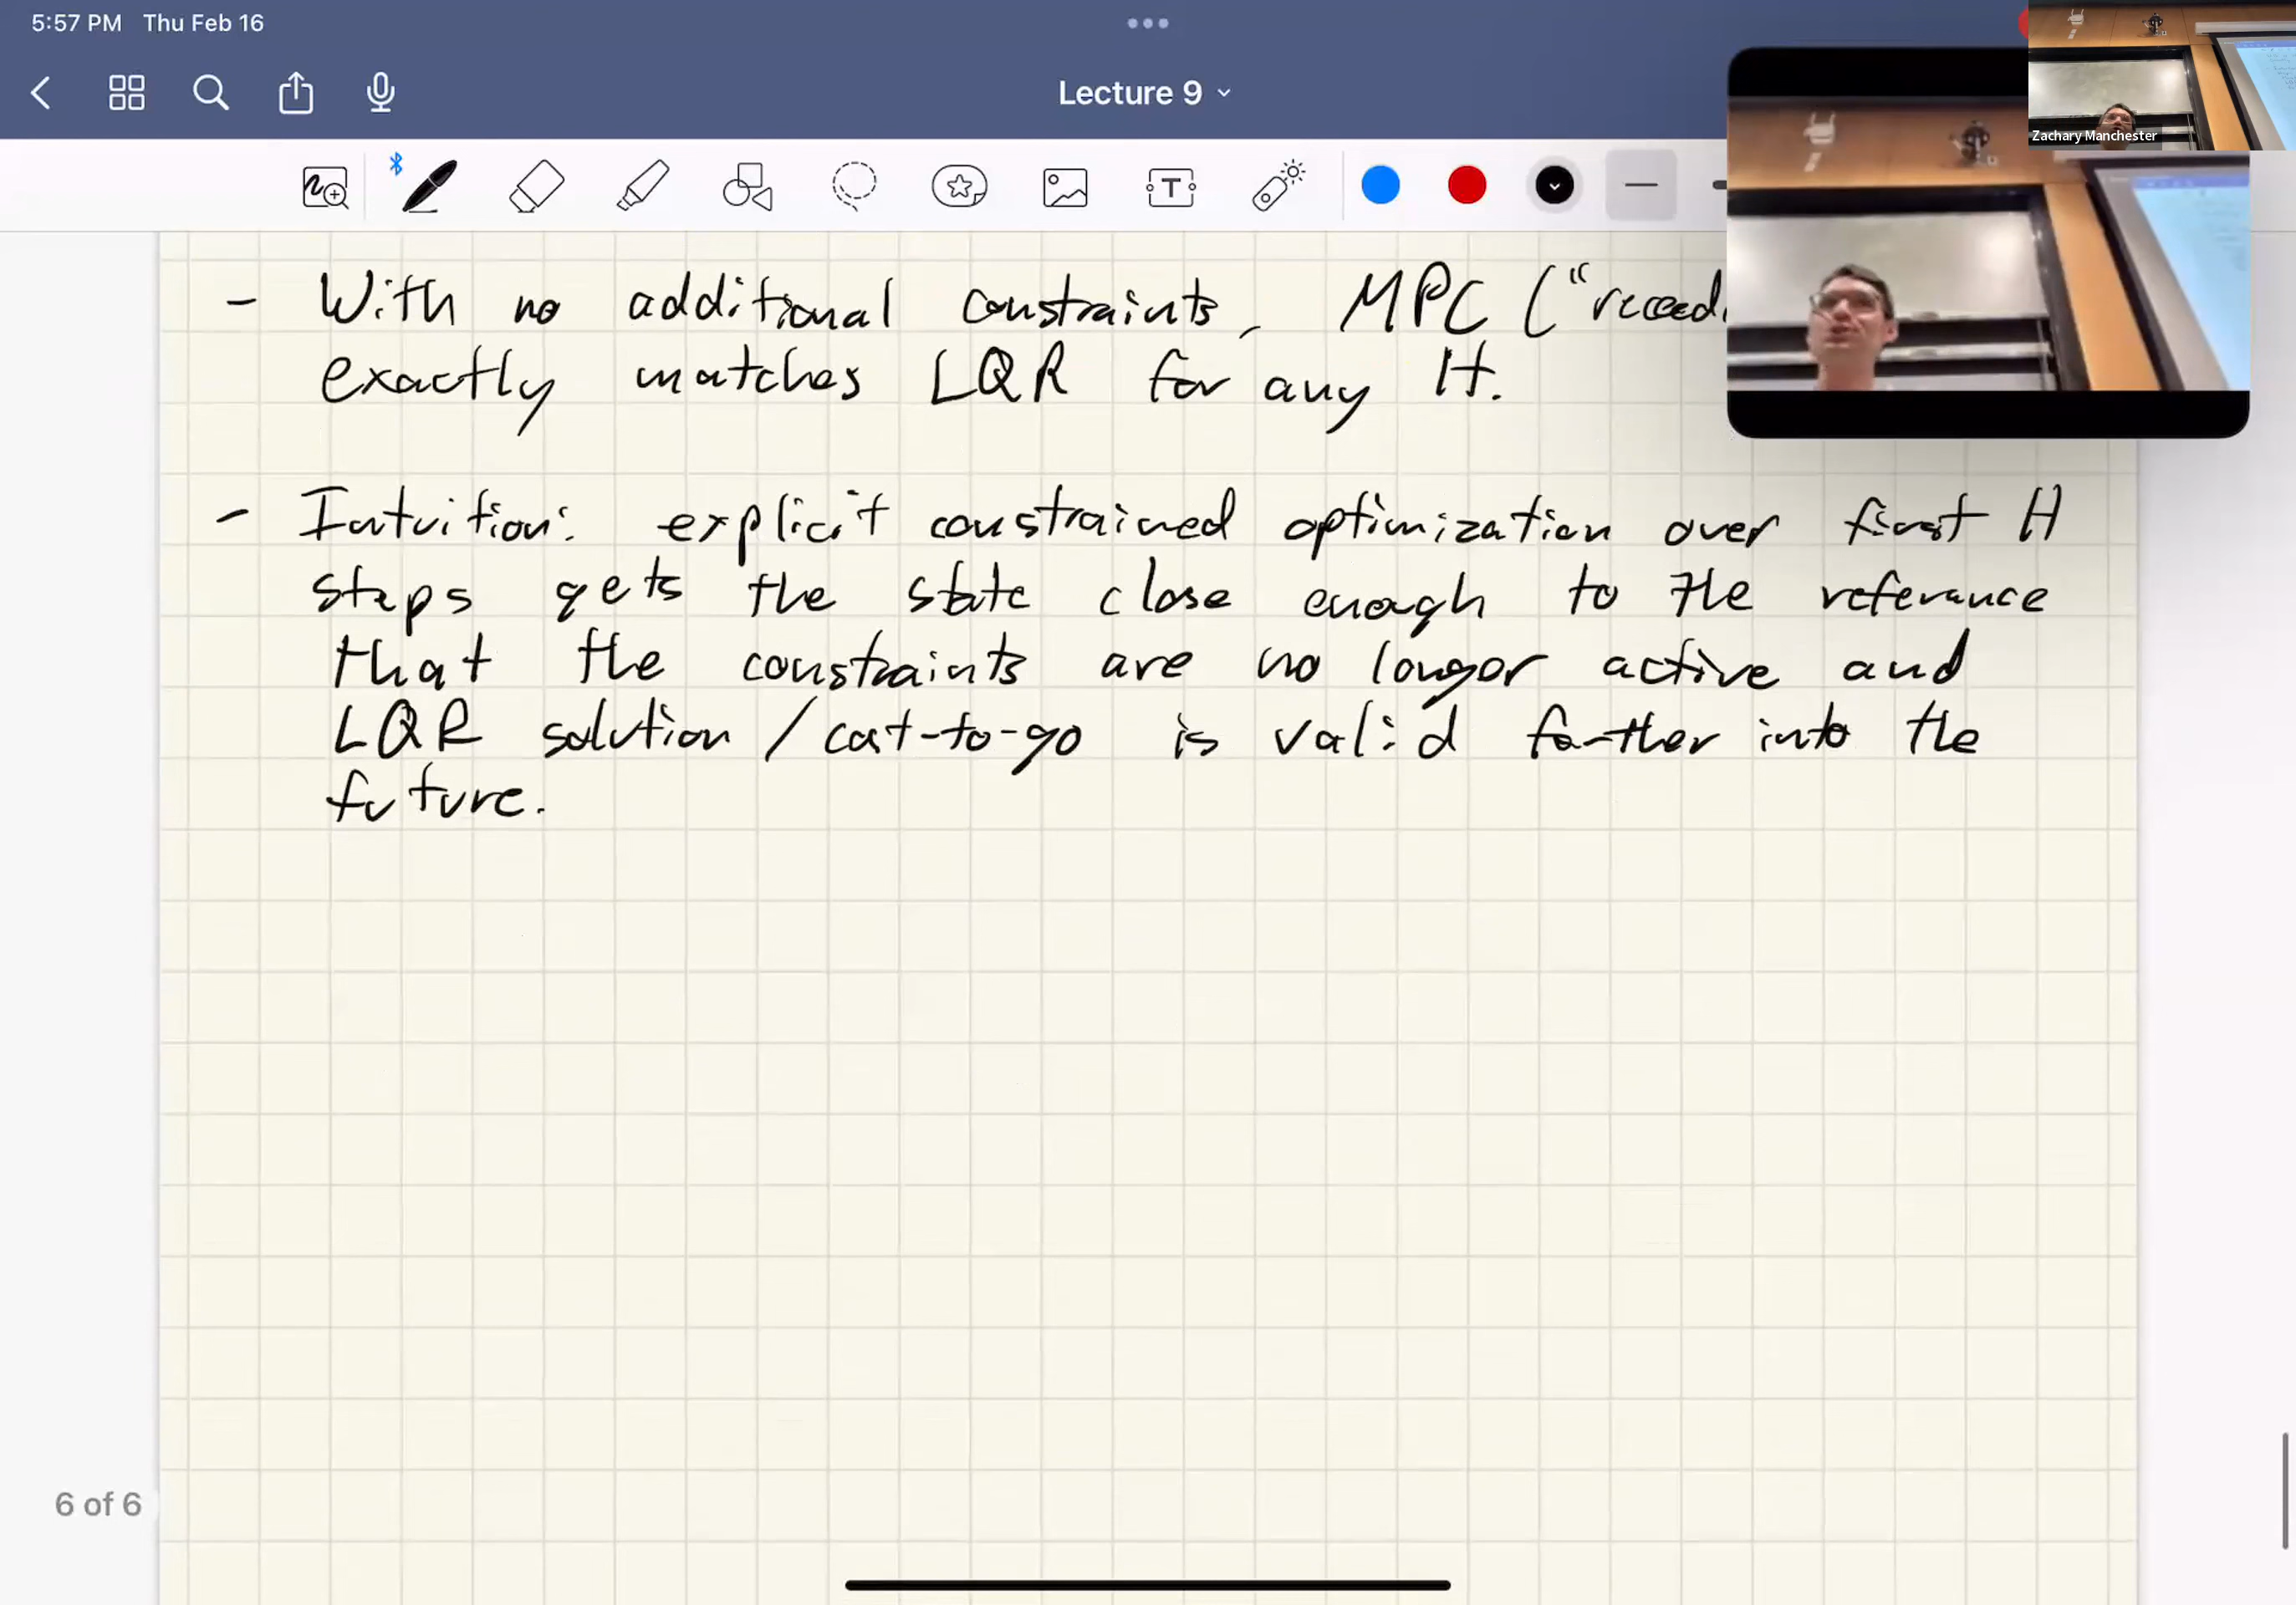 5:57 PM Thu Feb 16
Lecture 9
Zachary Manchester
- With no additional constraints, MPC ("reced
exactly matches LQR for any H.
- Intuition: explicit constrained optimization over first H
steps gets the state close enough to the reference
that the constraints are no longer active and
LQR solution / cost-to-go is valid farther into the
future.
6 of 6